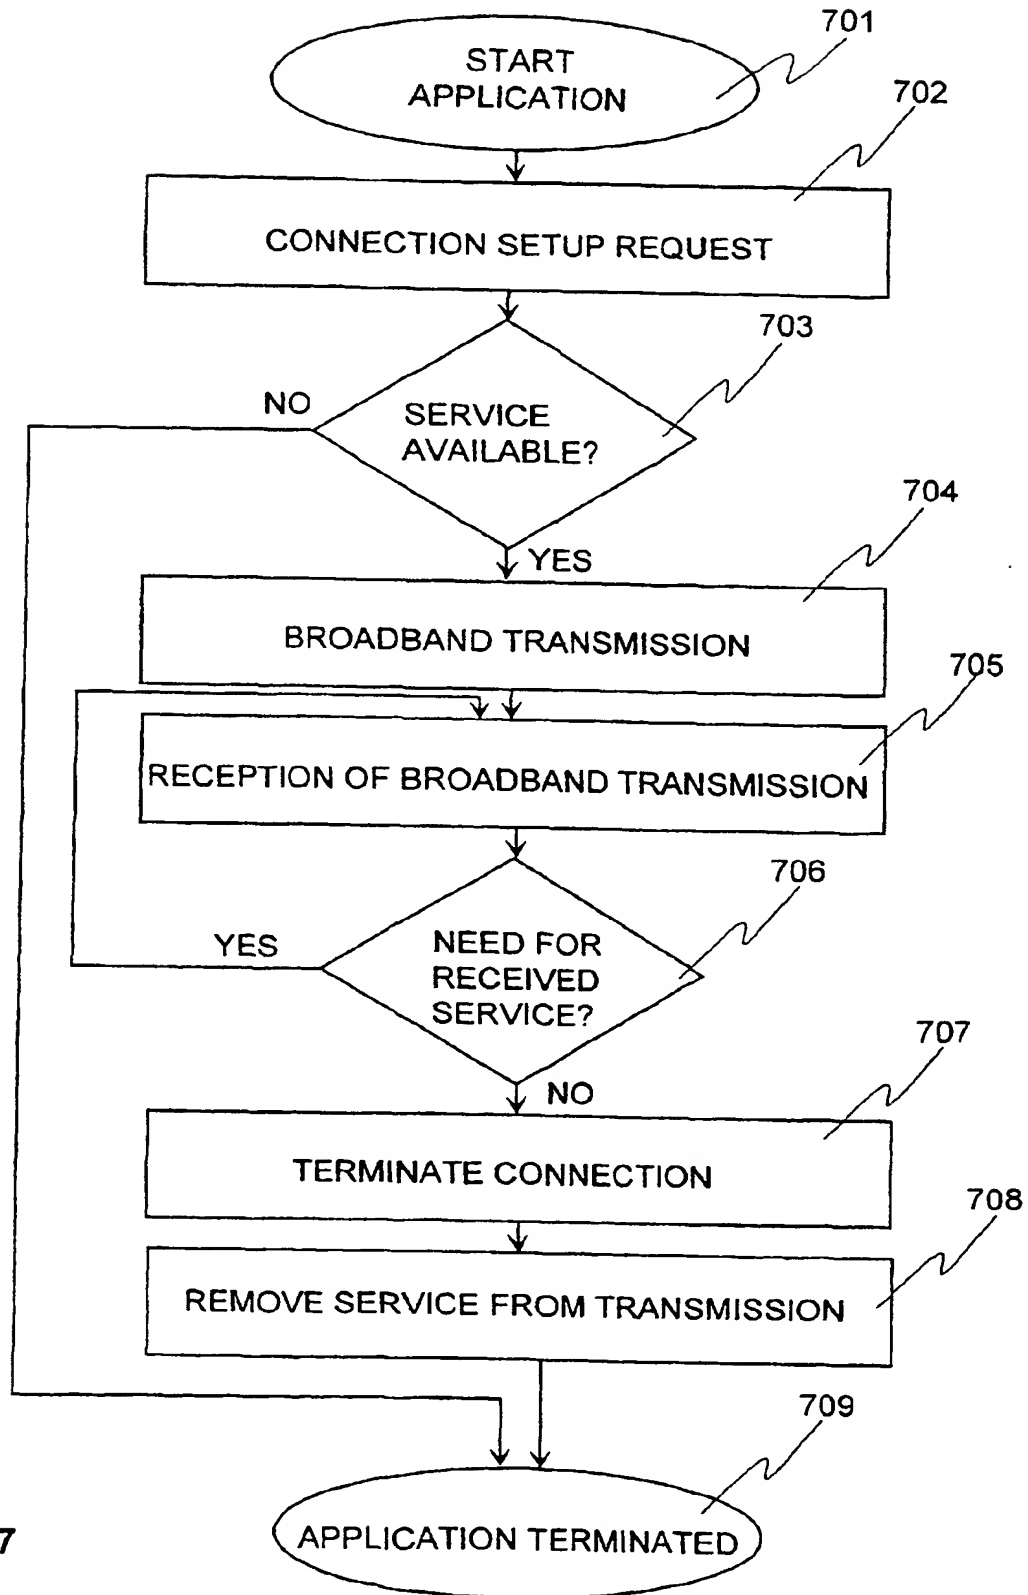 701
START
APPLICATION
702
CONNECTION SETUP REQUEST
703
NO
SERVICE
AVAILABLE?
704
YES
BROADBAND TRANSMISSION
705
RECEPTION OF BROADBAND TRANSMISSION
706
YES
NEED FOR
RECEIVED
SERVICE?
707
NO
TERMINATE CONNECTION
708
REMOVE SERVICE FROM TRANSMISSION
709
APPLICATION TERMINATED
7